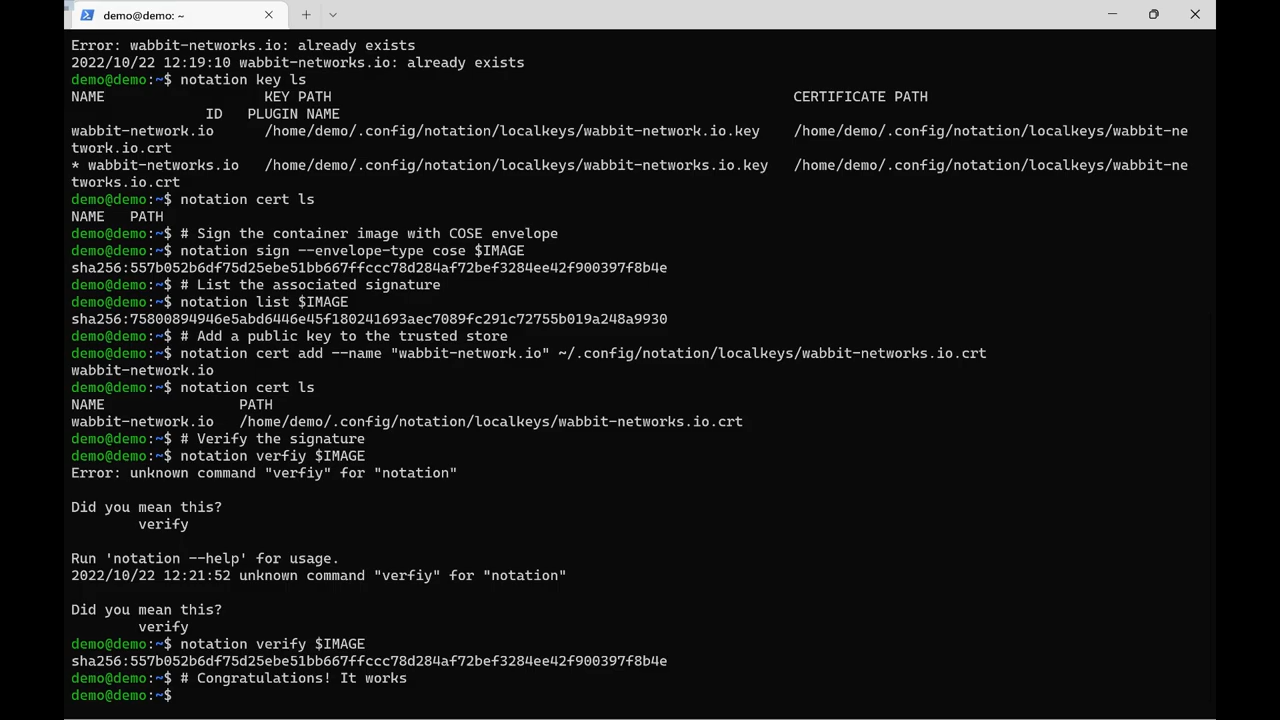 demo@demo: ~
Error: wabbit-networks.io: already exists
2022/10/22 12:19:10 wabbit-networks.io: already exists
demo@demo:~$ notation key ls
NAME KEY PATH CERTIFICATE PATH
ID PLUGIN NAME
wabbit-network.io /home/demo/.config/notation/localkeys/wabbit-network.io.key /home/demo/.config/notation/localkeys/wabbit-ne
twork.io.crt
* wabbit-networks.io /home/demo/.config/notation/localkeys/wabbit-networks.io.key /home/demo/.config/notation/localkeys/wabbit-ne
tworks.io.crt
demo@demo:~$ notation cert ls
NAME PATH
demo@demo:~$ # Sign the container image with COSE envelope
demo@demo:~$ notation sign --envelope-type cose $IMAGE
sha256:557b052b6df75d25ebe51bb667ffccc78d284af72bef3284ee42f900397f8b4e
demo@demo:~$ # List the associated signature
demo@demo:~$ notation list $IMAGE
sha256:75800894946e5abd6446e45f180241693aec7089fc291c72755b019a248a9930
demo@demo:~$ # Add a public key to the trusted store
demo@demo:~$ notation cert add --name "wabbit-network.io" ~/.config/notation/localkeys/wabbit-networks.io.crt
wabbit-network.io
demo@demo:~$ notation cert ls
NAME PATH
wabbit-network.io /home/demo/.config/notation/localkeys/wabbit-networks.io.crt
demo@demo:~$ # Verify the signature
demo@demo:~$ notation verfiy $IMAGE
Error: unknown command "verfiy" for "notation"
Did you mean this?
verify
Run 'notation --help' for usage.
2022/10/22 12:21:52 unknown command "verfiy" for "notation"
Did you mean this?
verify
demo@demo:~$ notation verify $IMAGE
sha256:557b052b6df75d25ebe51bb667ffccc78d284af72bef3284ee42f900397f8b4e
demo@demo:~$ # Congratulations! It works
demo@demo:~$